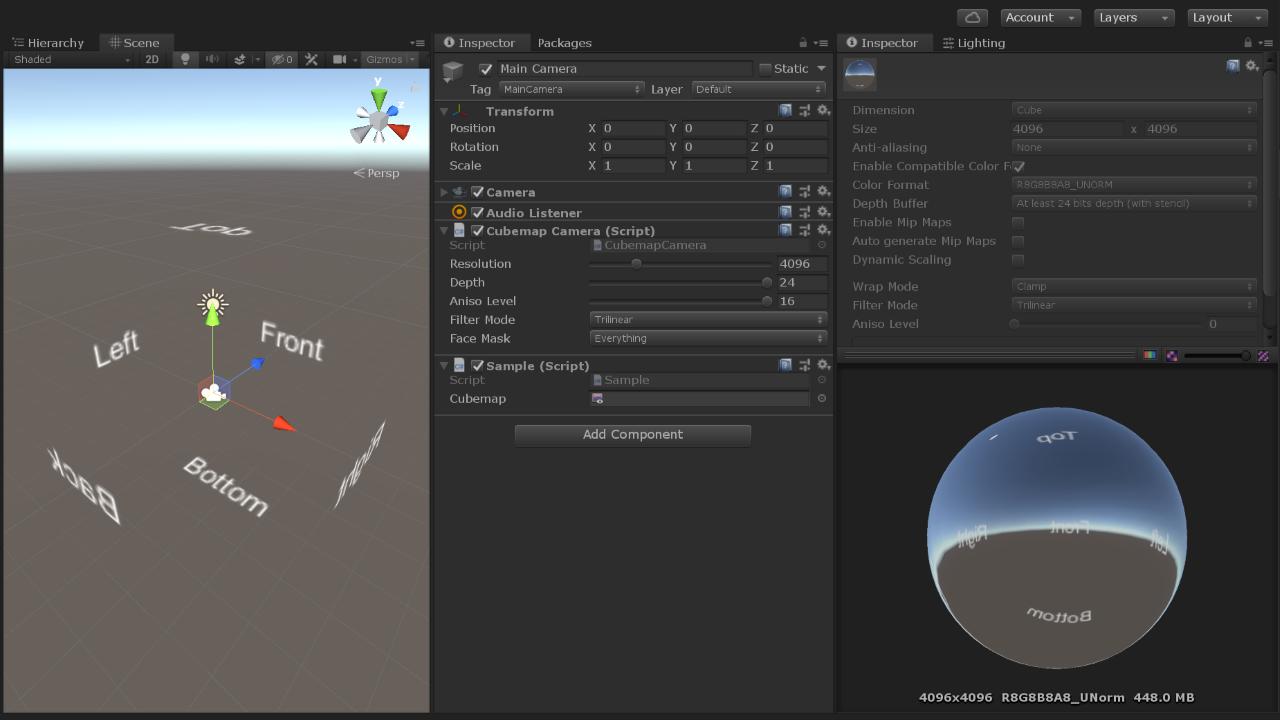 Account
Layers
Layout
Hierarchy
Scene
Shaded
2D
0
Gizmos
y
z
Persp
Top
Left
Front
Back
Bottom
Right
Inspector
Packages
Main Camera
Static
Tag
MainCamera
Layer
Default
Transform
Position X 0 Y 0 Z 0
Rotation X 0 Y 0 Z 0
Scale X 1 Y 1 Z 1
Camera
Audio Listener
Cubemap Camera (Script)
Script CubemapCamera
Resolution 4096
Depth 24
Aniso Level 16
Filter Mode Trilinear
Face Mask Everything
Sample (Script)
Script Sample
Cubemap
Add Component
Inspector
Lighting
Dimension Cube
Size 4096 x 4096
Anti-aliasing None
Enable Compatible Color F
Color Format R8G8B8A8_UNORM
Depth Buffer At least 24 bits depth (with stencil)
Enable Mip Maps
Auto generate Mip Maps
Dynamic Scaling
Wrap Mode Clamp
Filter Mode Trilinear
Aniso Level 0
Top
Right Front Left
Bottom
4096x4096 R8G8B8A8_UNorm 448.0 MB